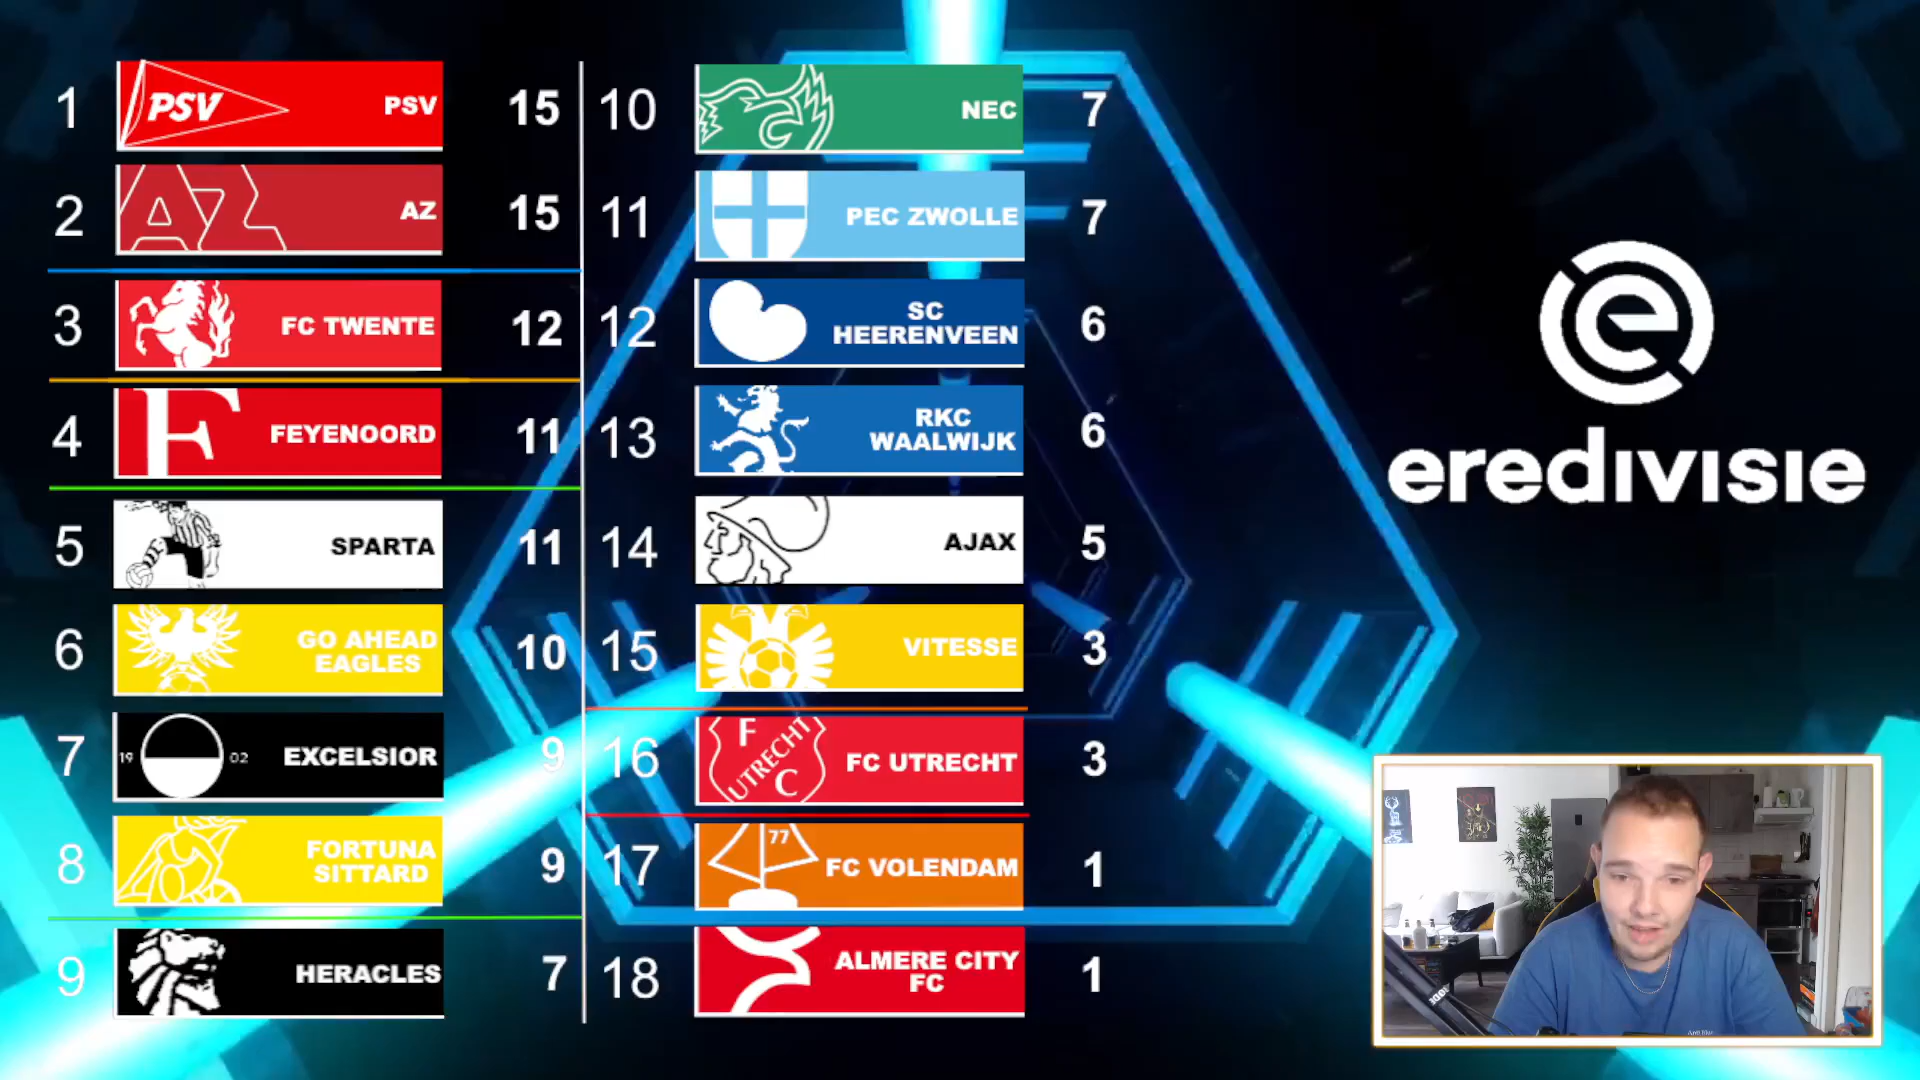 1 PSV PSV 15
2 AZ AZ 15
3 FC TWENTE 12
4 F FEYENOORD 11
5 SPARTA 11
6 GO AHEAD
EAGLES 10
7 19 02 EXCELSIOR 9
8 FORTUNA
SITTARD 9
9 HERACLES 7
10 NEC 7
11 PEC ZWOLLE 7
12 SC
HEERENVEEN 6
13 RKC
WAALWIJK 6
14 AJAX 5
15 VITESSE 3
16 F
UTRECHT
UTRECHT
C FC UTRECHT 3
17 77 FC VOLENDAM 1
18 ALMERE CITY
FC 1
e
eredivisie